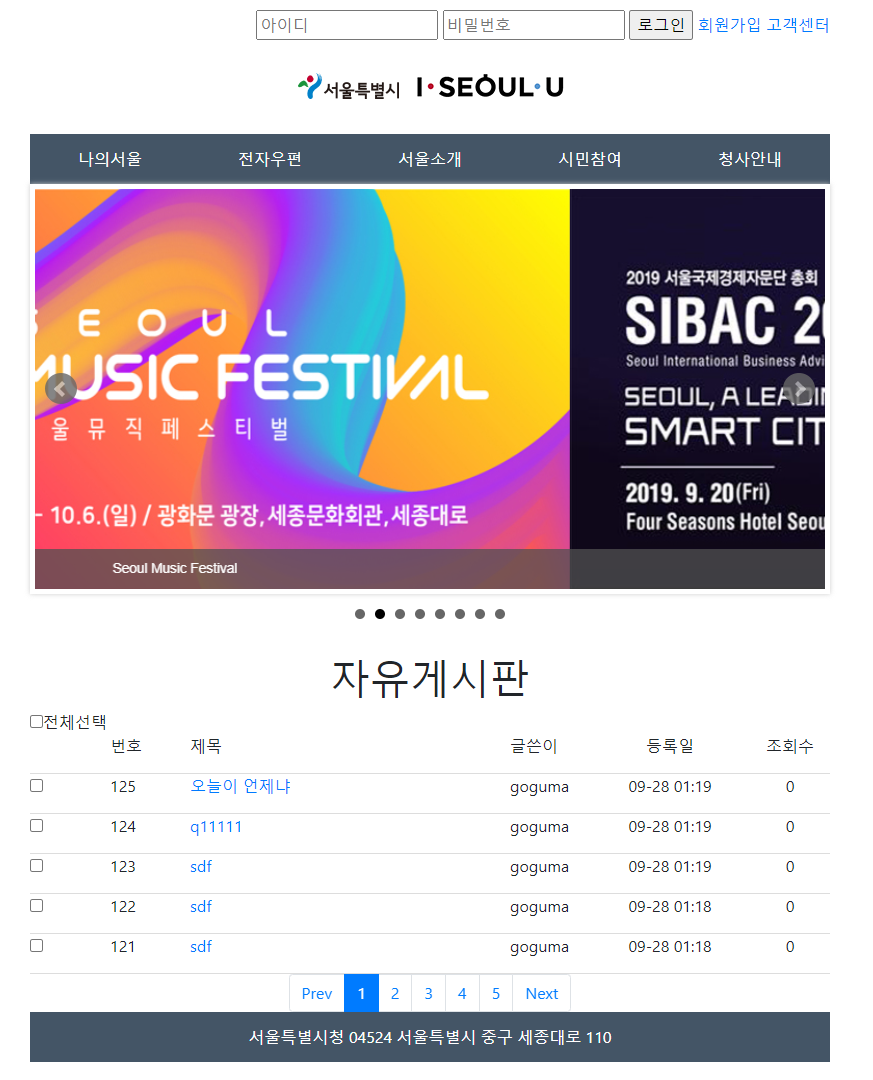 아이디 비밀번호 로그인 회원가입 고객센터
서울특별시 I·SEOUL·U
나의서울 전자우편 서울소개 시민참여 청사안내
SEOUL
MUSIC FESTIVAL
울뮤직페스티벌
- 10.6.(일) / 광화문 광장,세종문화회관,세종대로
2019 서울국제경제자문단 총회
SIBAC 20
Seoul International Business Advi
SEOUL, A LEADIN
SMART CIT
2019. 9. 20(Fri)
Four Seasons Hotel Seou
Seoul Music Festival
자유게시판
전체선택
번호 제목 글쓴이 등록일 조회수
125 오늘이 언제냐 goguma 09-28 01:19 0
124 q11111 goguma 09-28 01:19 0
123 sdf goguma 09-28 01:19 0
122 sdf goguma 09-28 01:18 0
121 sdf goguma 09-28 01:18 0
Prev 1 2 3 4 5 Next
서울특별시청 04524 서울특별시 중구 세종대로 110